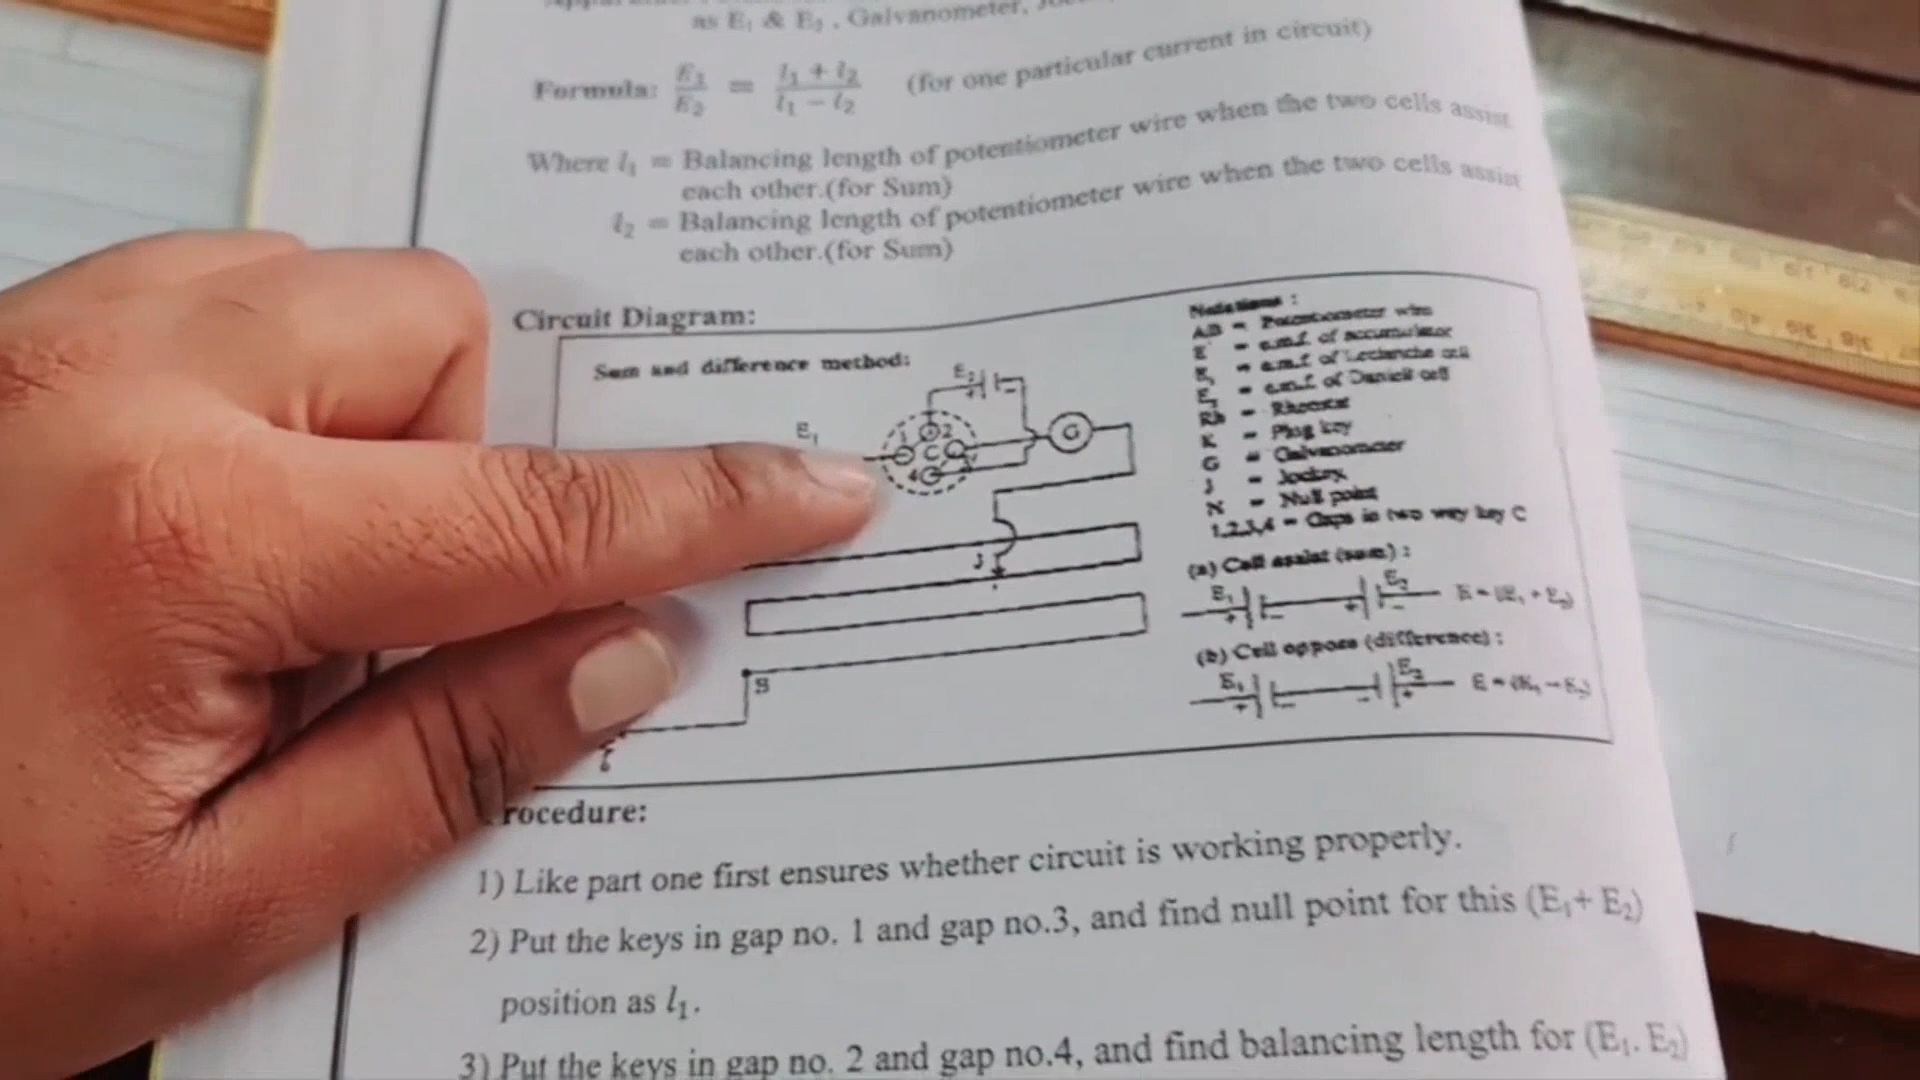 as E₁ & E₂, Galvanometer,
Formula: E₁/E₂ = l₁ + l₂ / l₁ − l₂ (for one particular current in circuit)
Where l₁ = Balancing length of potentiometer wire when the two cells assist
each other.(for Sum)
l₂ = Balancing length of potentiometer wire when the two cells assist
each other.(for Sum)
Circuit Diagram:
Sum and difference method:
E₁
E₂
+ −
1 2
C
4
G
J
B
Notations :
AB = Potentiometer wire
E = e.m.f. of accumulator
E₁ = e.m.f. of Leclanche cell
E₂ = e.m.f. of Daniell cell
Rh = Rheostat
K = Plug key
G = Galvanometer
J = Jockey
N = Null point
1,2,3,4 = Gaps in two way key C
(a) Cell assist (sum) :
E₁ + − + E₂ − E = (E₁ + E₂)
(b) Cell oppose (difference) :
E₁ + − − E₂ + E = (E₁ − E₂)
rocedure:
1) Like part one first ensures whether circuit is working properly.
2) Put the keys in gap no. 1 and gap no.3, and find null point for this (E₁+ E₂)
position as l₁.
3) Put the keys in gap no. 2 and gap no.4, and find balancing length for (E₁. E₂)